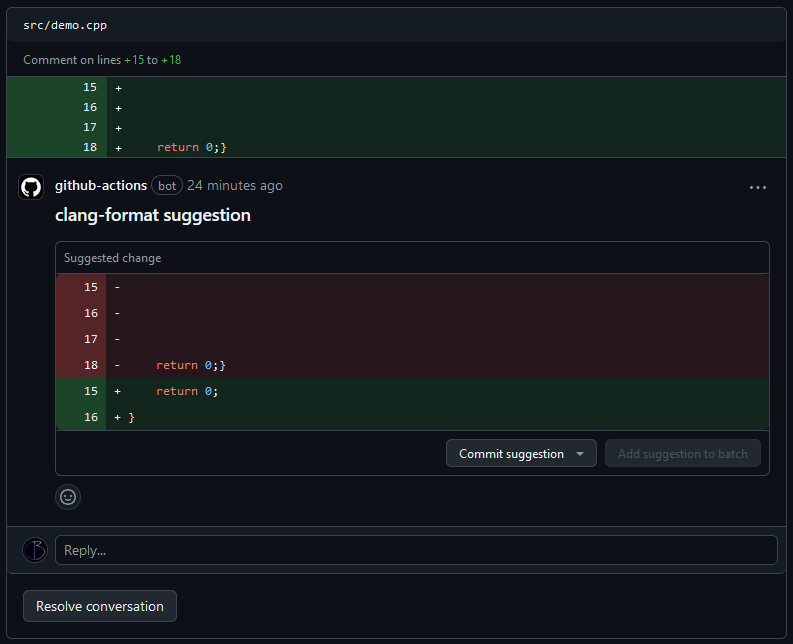 src/demo.cpp
Comment on lines +15 to +18
15 +
16 +
17 +
18 + return 0;}
github-actions bot 24 minutes ago
clang-format suggestion
Suggested change
15 -
16 -
17 -
18 - return 0;}
15 + return 0;
16 + }
Commit suggestion
Add suggestion to batch
Reply...
Resolve conversation